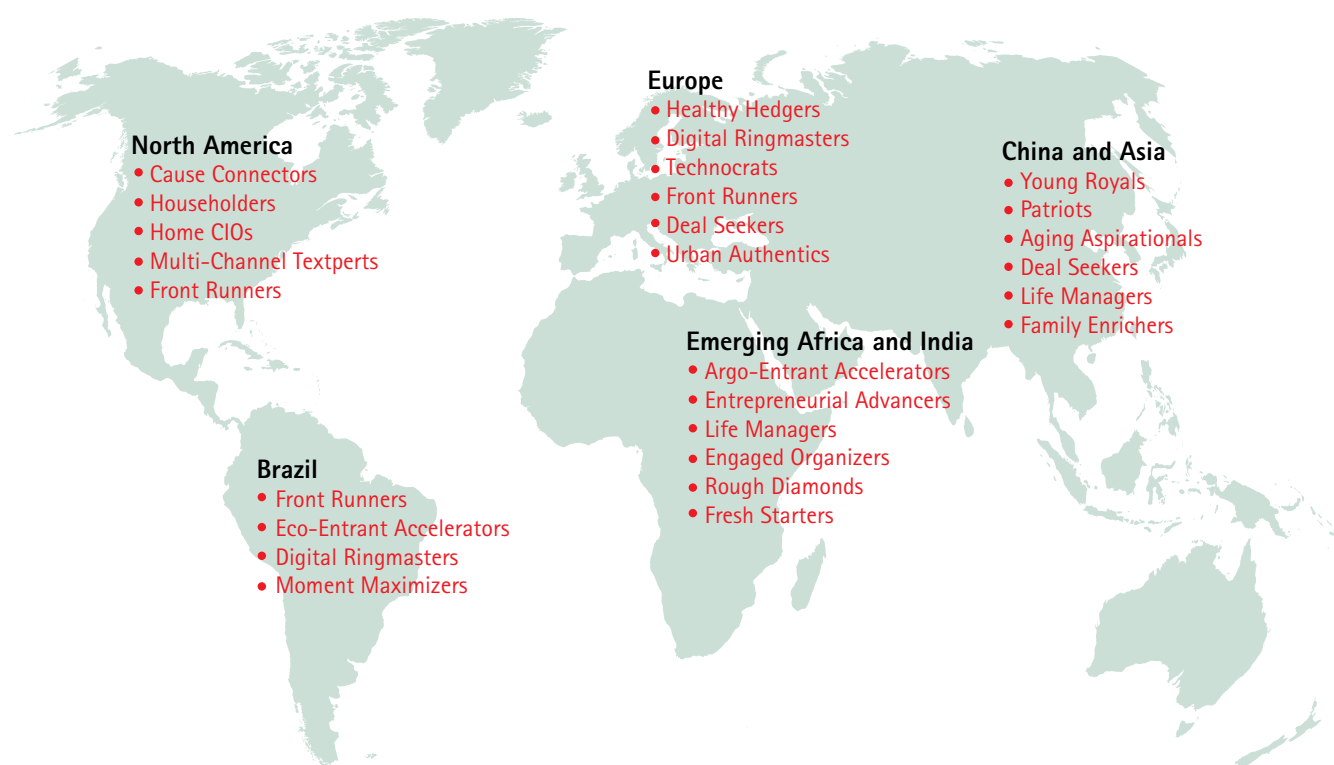 North America
• Cause Connectors
• Householders
• Home CIOs
• Multi-Channel Textperts
• Front Runners
Brazil
• Front Runners
• Eco-Entrant Accelerators
• Digital Ringmasters
• Moment Maximizers
Europe
• Healthy Hedgers
• Digital Ringmasters
• Technocrats
• Front Runners
• Deal Seekers
• Urban Authentics
Emerging Africa and India
• Argo-Entrant Accelerators
• Entrepreneurial Advancers
• Life Managers
• Engaged Organizers
• Rough Diamonds
• Fresh Starters
China and Asia
• Young Royals
• Patriots
• Aging Aspirationals
• Deal Seekers
• Life Managers
• Family Enrichers